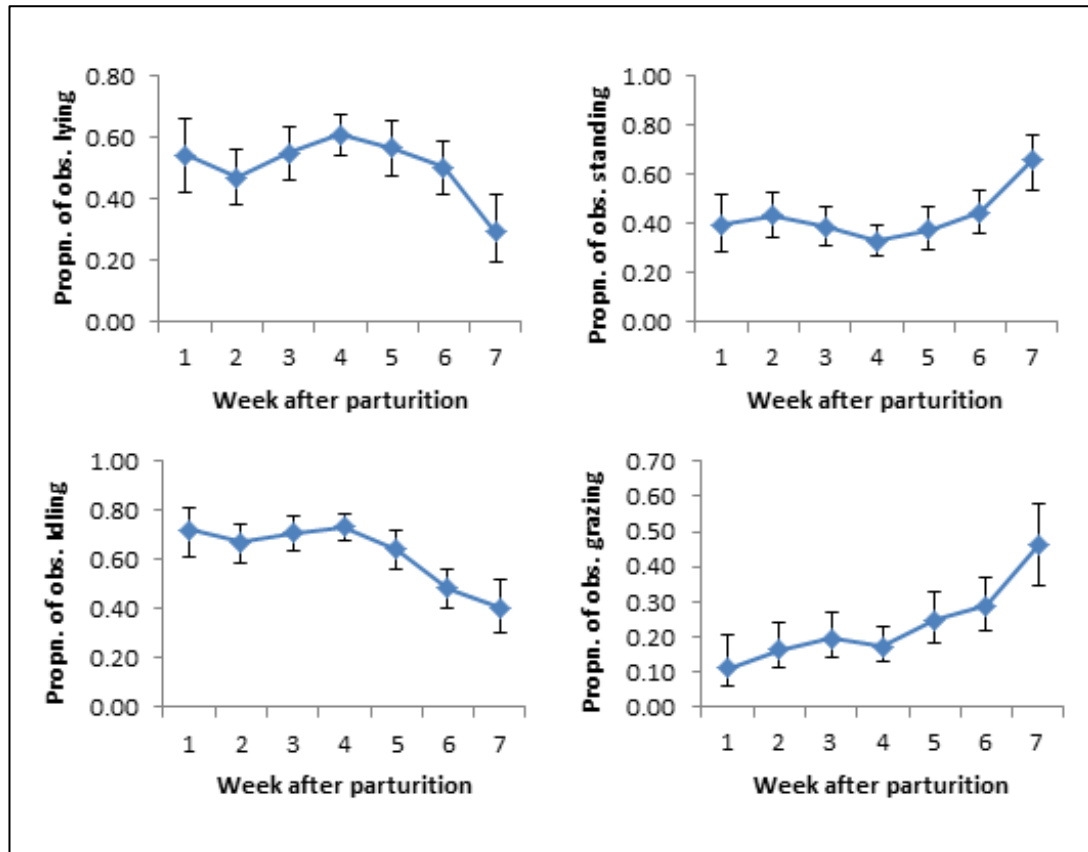 Propn. of obs. lying
0.80
0.60
0.40
0.20
0.00
1 2 3 4 5 6 7
Week after parturition
Propn. of obs. standing
1.00
0.80
0.60
0.40
0.20
0.00
1 2 3 4 5 6 7
Week after parturition
Propn. of obs. Idling
1.00
0.80
0.60
0.40
0.20
0.00
1 2 3 4 5 6 7
Week after parturition
Propn. of obs. grazing
0.70
0.60
0.50
0.40
0.30
0.20
0.10
0.00
1 2 3 4 5 6 7
Week after parturition